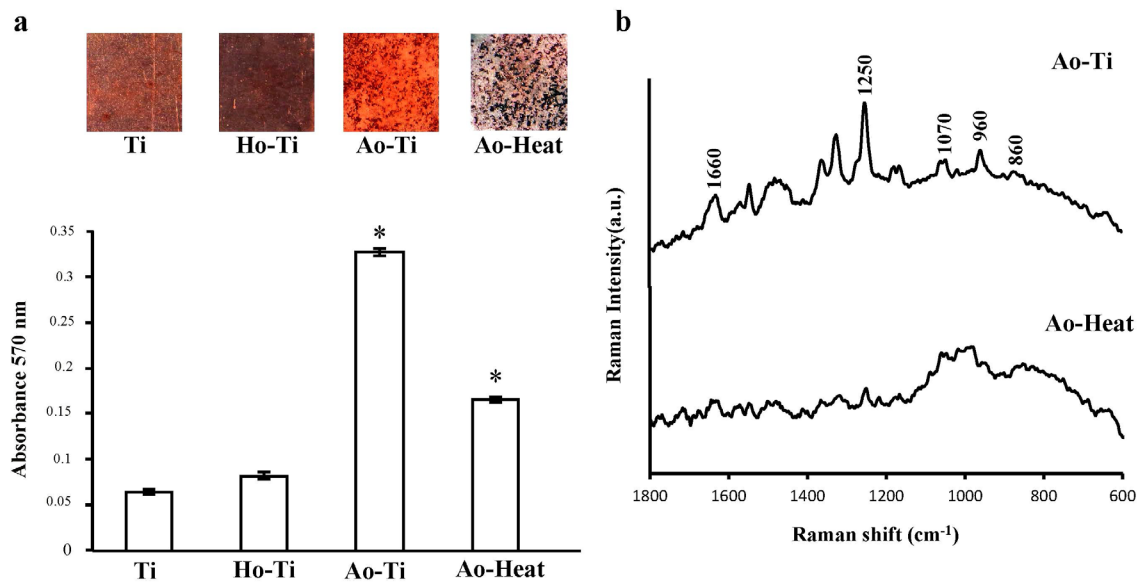 a
Ti Ho-Ti Ao-Ti Ao-Heat
Absorbance 570 nm
0.35
0.3
0.25
0.2
0.15
0.1
0.05
0
*
*
Ti Ho-Ti Ao-Ti Ao-Heat
b
Ao-Ti
1660
1250
1070
960
860
Raman Intensity(a.u.)
Ao-Heat
1800 1600 1400 1200 1000 800 600
Raman shift (cm⁻¹)